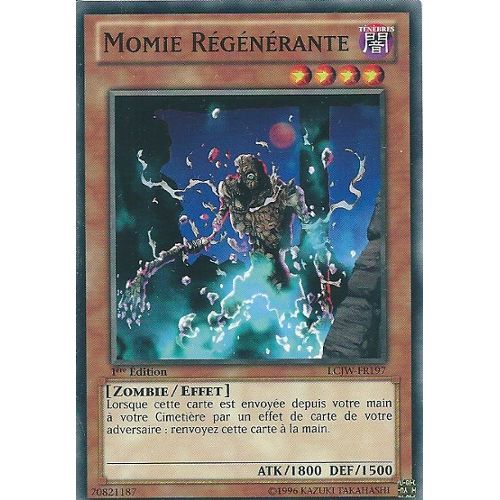 MOMIE RÉGÉNÉRANTE
TÉNÈBRES
闇
1ère Edition
LCJW-FR197
[ZOMBIE/EFFET]
Lorsque cette carte est envoyée depuis votre main
à votre Cimetière par un effet de carte de votre
adversaire : renvoyez cette carte à la main.
ATK/1800 DEF/1500
70821187
©1996 KAZUKI TAKAHASHI